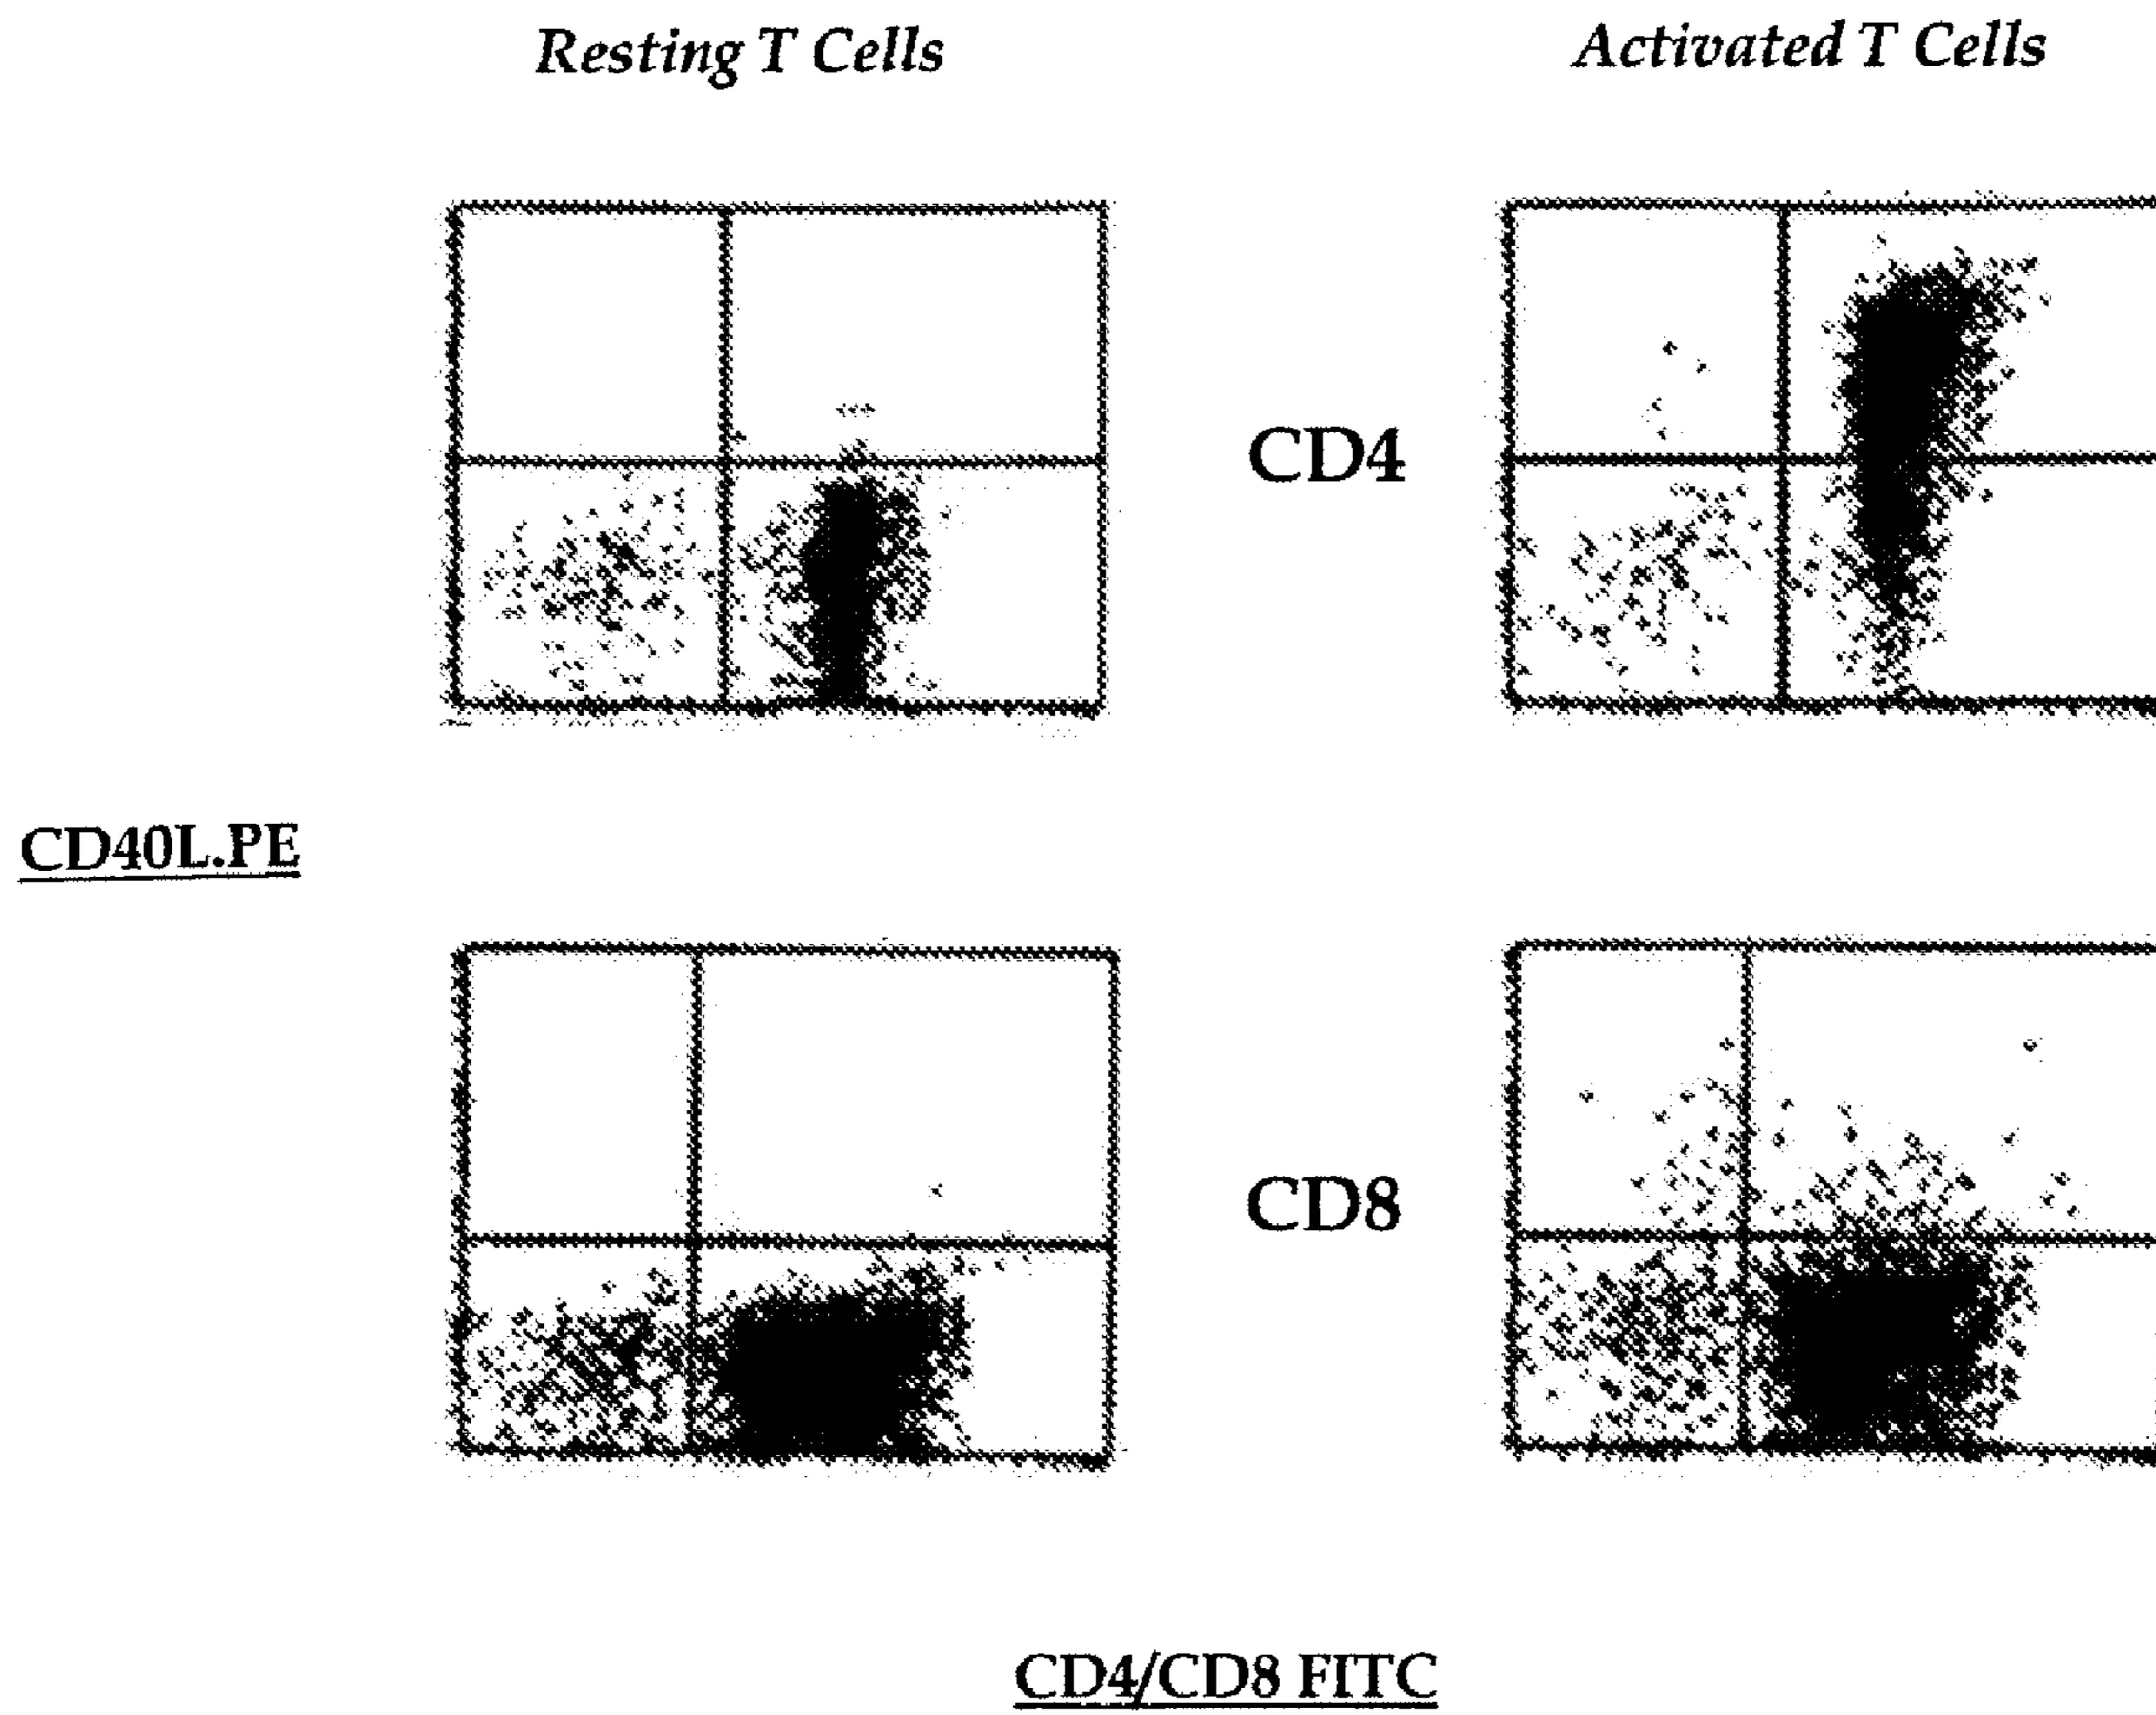 Resting T Cells
Activated T Cells
CD4
CD40L.PE
CD8
CD4/CD8 FITC